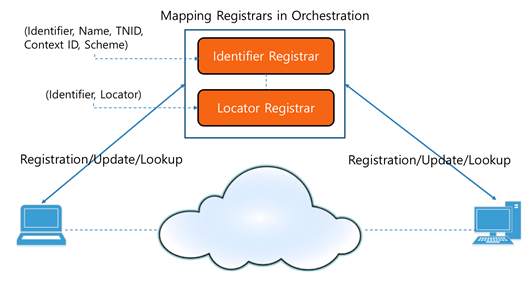 Mapping Registrars in Orchestration
(Identifier, Name, TNID,
Context ID, Scheme)
Identifier Registrar
(Identifier, Locator)
Locator Registrar
Registration/Update/Lookup
Registration/Update/Lookup